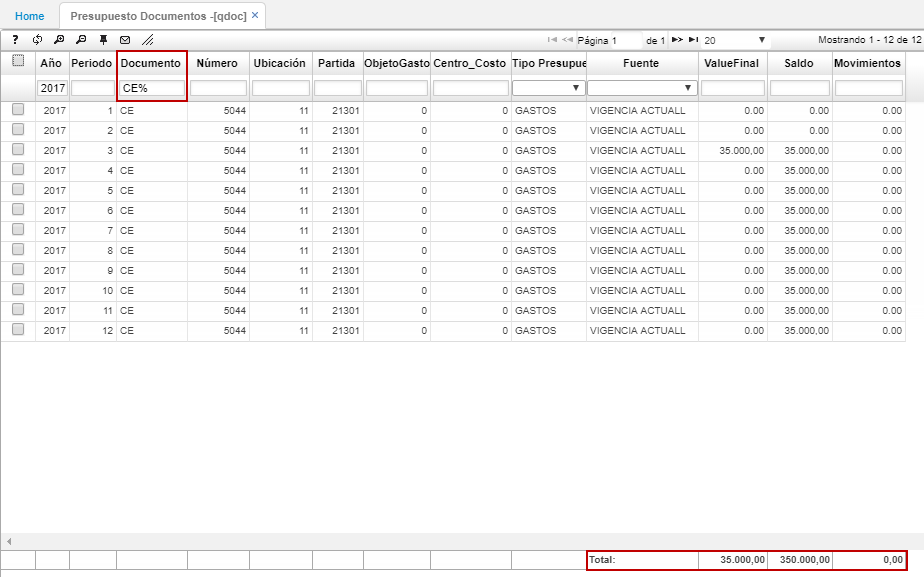 Home Presupuesto Documentos -[qdoc] ×
? Página 1 de 1 20 ▼ Mostrando 1 - 12 de 12
Año Periodo Documento Número Ubicación Partida ObjetoGasto Centro_Costo Tipo Presupue Fuente ValueFinal Saldo Movimientos
2017 CE%
2017 1 CE 5044 11 21301 0 0 GASTOS VIGENCIA ACTUALL 0.00 0.00 0.00
2017 2 CE 5044 11 21301 0 0 GASTOS VIGENCIA ACTUALL 0.00 0.00 0.00
2017 3 CE 5044 11 21301 0 0 GASTOS VIGENCIA ACTUALL 35.000,00 35.000,00 0.00
2017 4 CE 5044 11 21301 0 0 GASTOS VIGENCIA ACTUALL 0.00 35.000,00 0.00
2017 5 CE 5044 11 21301 0 0 GASTOS VIGENCIA ACTUALL 0.00 35.000,00 0.00
2017 6 CE 5044 11 21301 0 0 GASTOS VIGENCIA ACTUALL 0.00 35.000,00 0.00
2017 7 CE 5044 11 21301 0 0 GASTOS VIGENCIA ACTUALL 0.00 35.000,00 0.00
2017 8 CE 5044 11 21301 0 0 GASTOS VIGENCIA ACTUALL 0.00 35.000,00 0.00
2017 9 CE 5044 11 21301 0 0 GASTOS VIGENCIA ACTUALL 0.00 35.000,00 0.00
2017 10 CE 5044 11 21301 0 0 GASTOS VIGENCIA ACTUALL 0.00 35.000,00 0.00
2017 11 CE 5044 11 21301 0 0 GASTOS VIGENCIA ACTUALL 0.00 35.000,00 0.00
2017 12 CE 5044 11 21301 0 0 GASTOS VIGENCIA ACTUALL 0.00 35.000,00 0.00
Total: 35.000,00 350.000,00 0,00